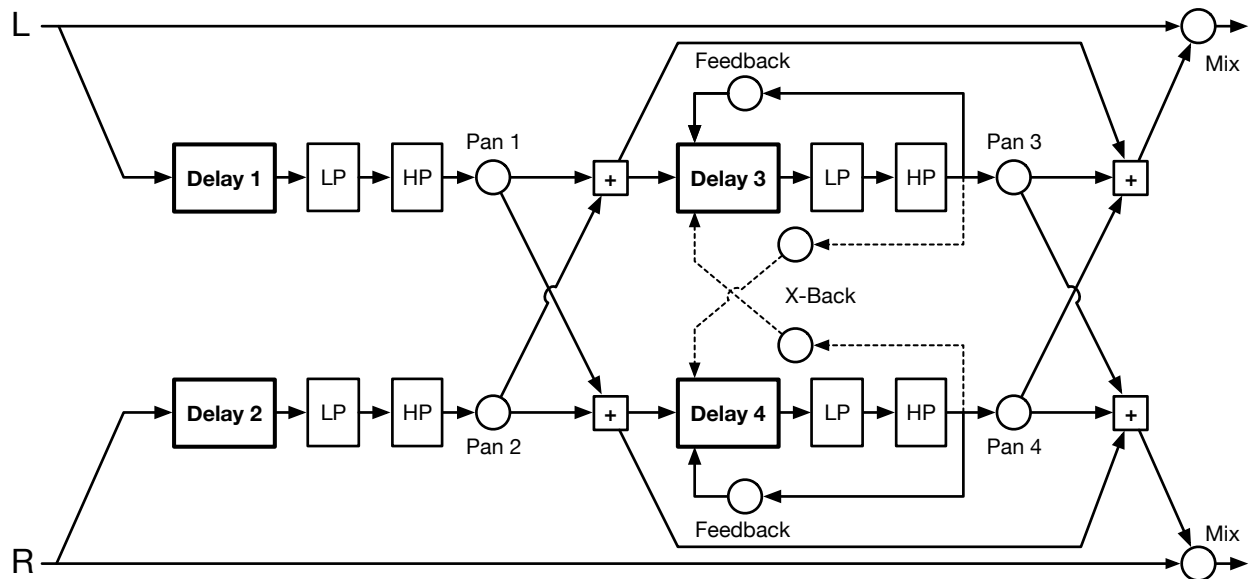 L
Mix
Feedback
Pan 1
Pan 3
Delay 1
LP
HP
+
Delay 3
LP
HP
+
X-Back
Delay 2
LP
HP
+
Delay 4
LP
HP
+
Pan 2
Pan 4
Feedback
Mix
R